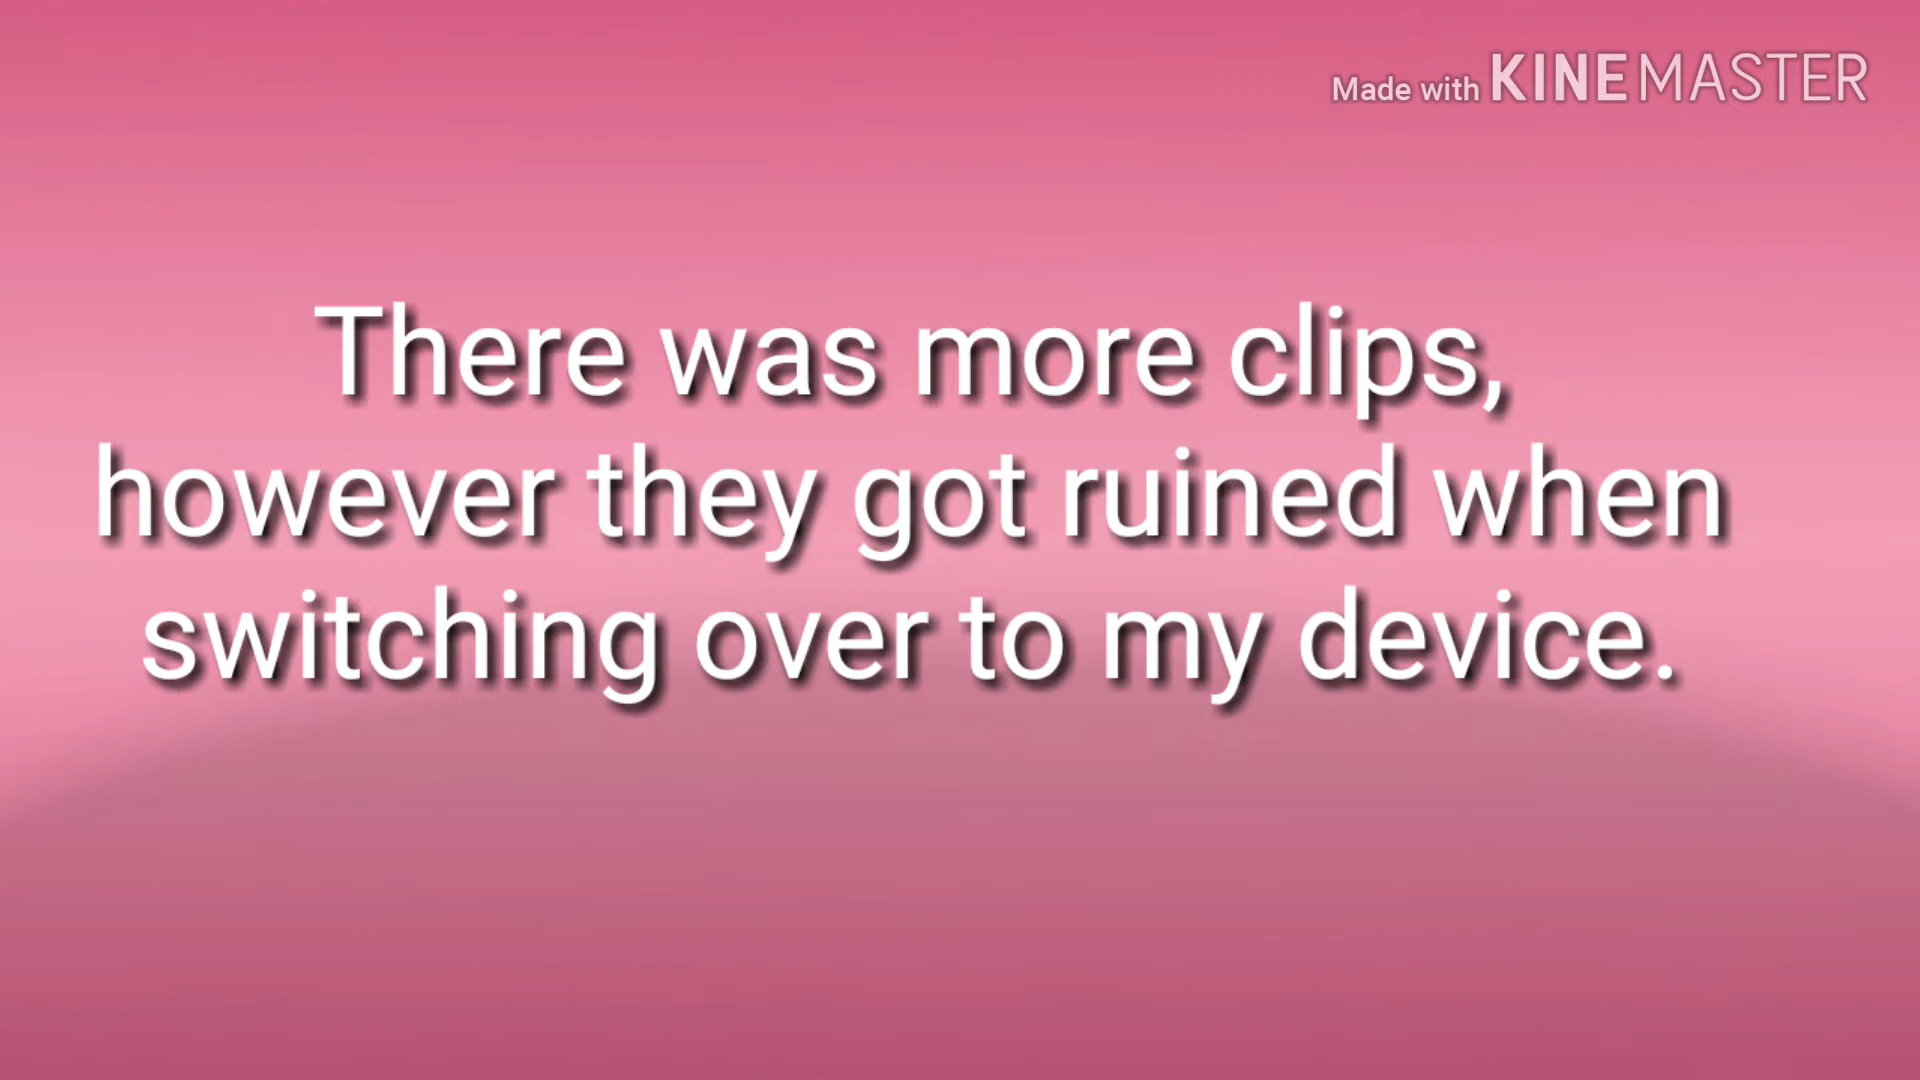 Made with KINEMASTER
There was more clips,
however they got ruined when
switching over to my device.